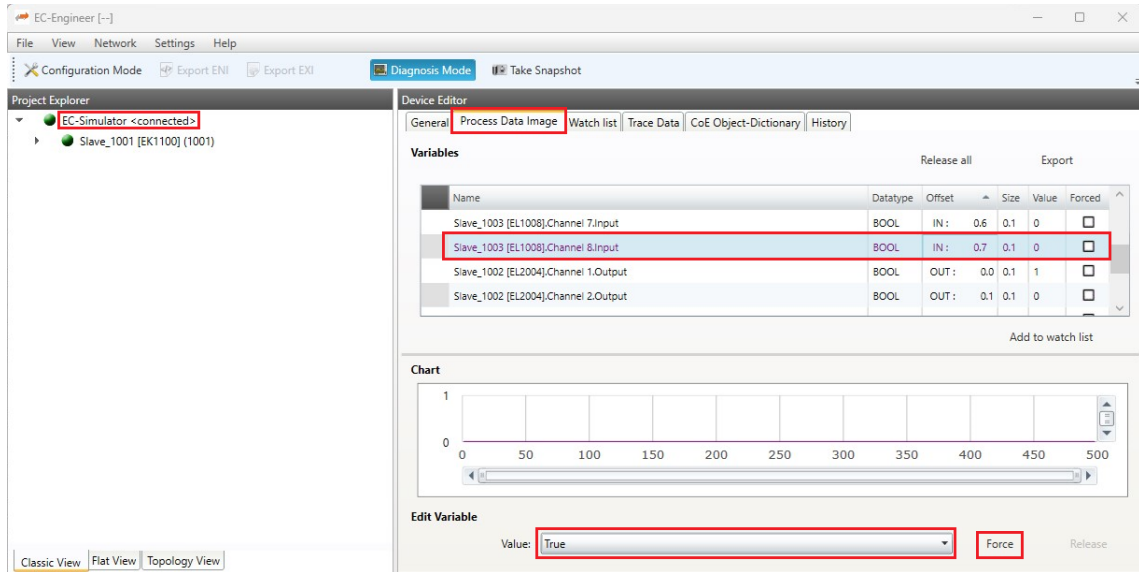 EC-Engineer [--]
File View Network Settings Help
Configuration Mode Export ENI Export EXI Diagnosis Mode Take Snapshot
Project Explorer
EC-Simulator <connected>
Slave_1001 [EK1100] (1001)
Classic View Flat View Topology View
Device Editor
General Process Data Image Watch list Trace Data CoE Object-Dictionary History
Variables
Release all Export
Name Datatype Offset Size Value Forced
Slave_1003 [EL1008].Channel 7.Input BOOL IN : 0.6 0.1 0
Slave_1003 [EL1008].Channel 8.Input BOOL IN : 0.7 0.1 0
Slave_1002 [EL2004].Channel 1.Output BOOL OUT : 0.0 0.1 1
Slave_1002 [EL2004].Channel 2.Output BOOL OUT : 0.1 0.1 0
Add to watch list
Chart
1
0
0 50 100 150 200 250 300 350 400 450 500
Edit Variable
Value: True Force Release